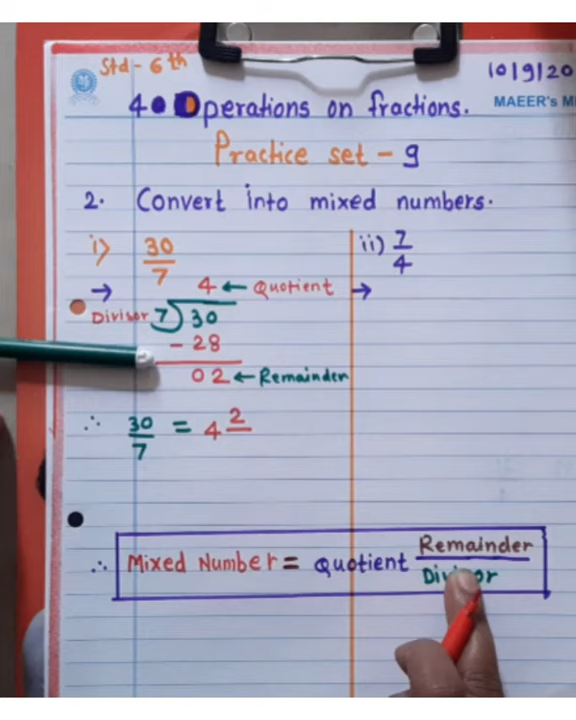 Std - 6th
10/9/20
4. Operations on fractions.
MAEER's MI
Practice set - 9
2. Convert into mixed numbers.
i) 30/7
ii) 7/4
→ 4 ← Quotient
→
Divisor 7) 30
- 28
02 ← Remainder
∴ 30/7 = 4 2/
∴ Mixed Number = Quotient Remainder/Divisor